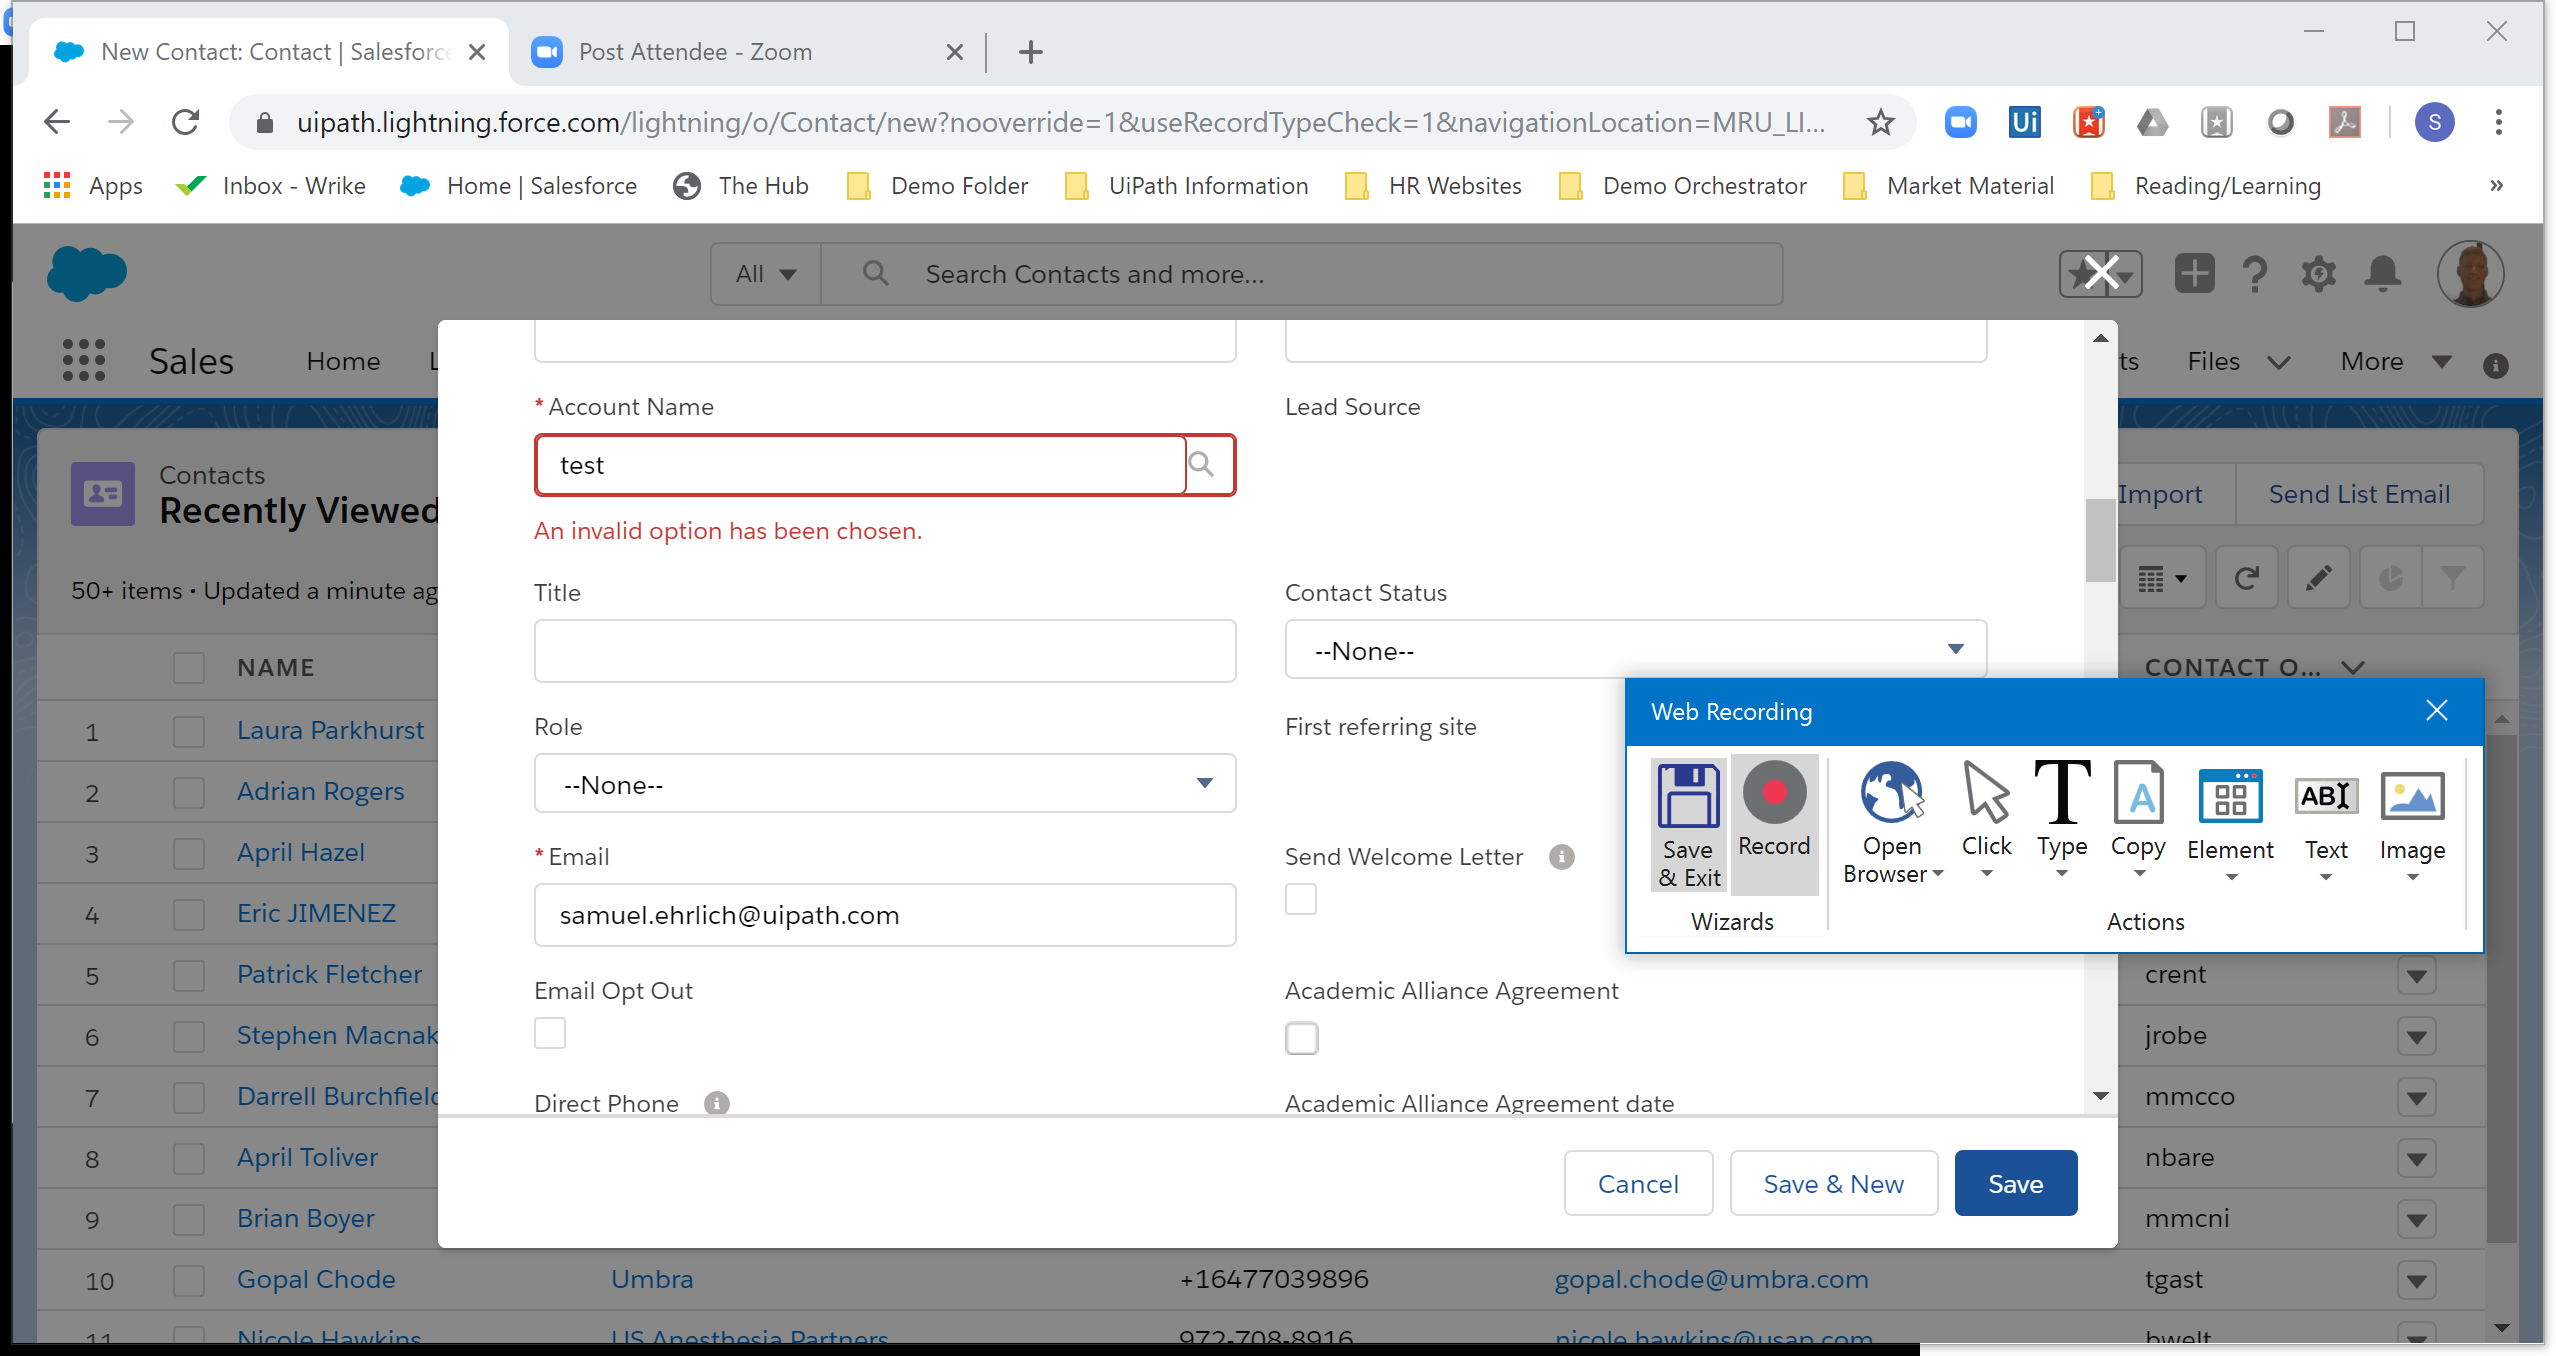 New Contact: Contact | Salesforce
Post Attendee - Zoom
uipath.lightning.force.com/lightning/o/Contact/new?nooverride=1&useRecordTypeCheck=1&navigationLocation=MRU_LI...
Ui
S
Apps
Inbox - Wrike
Home | Salesforce
The Hub
Demo Folder
UiPath Information
HR Websites
Demo Orchestrator
Market Material
Reading/Learning
»
All
Search Contacts and more...
Sales
Home
L
ts
Files
More
*Account Name
Lead Source
test
An invalid option has been chosen.
Contacts
Recently Viewed
Import
Send List Email
50+ items • Updated a minute ag
Title
Contact Status
--None--
NAME
CONTACT O...
Role
First referring site
--None--
Web Recording
Save & Exit
Record
Open Browser
Click
Type
Copy
Element
Text
Image
Wizards
Actions
*Email
Send Welcome Letter
samuel.ehrlich@uipath.com
Email Opt Out
Academic Alliance Agreement
Direct Phone
Academic Alliance Agreement date
Cancel
Save & New
Save
1 Laura Parkhurst
2 Adrian Rogers
3 April Hazel
4 Eric JIMENEZ
5 Patrick Fletcher crent
6 Stephen Macnak jrobe
7 Darrell Burchfield mmcco
8 April Toliver nbare
9 Brian Boyer mmcni
10 Gopal Chode Umbra +16477039896 gopal.chode@umbra.com tgast
11 Nicole Hawkins US Anesthesia Partners 972-708-8916 nicole.hawkins@usap.com bwelt